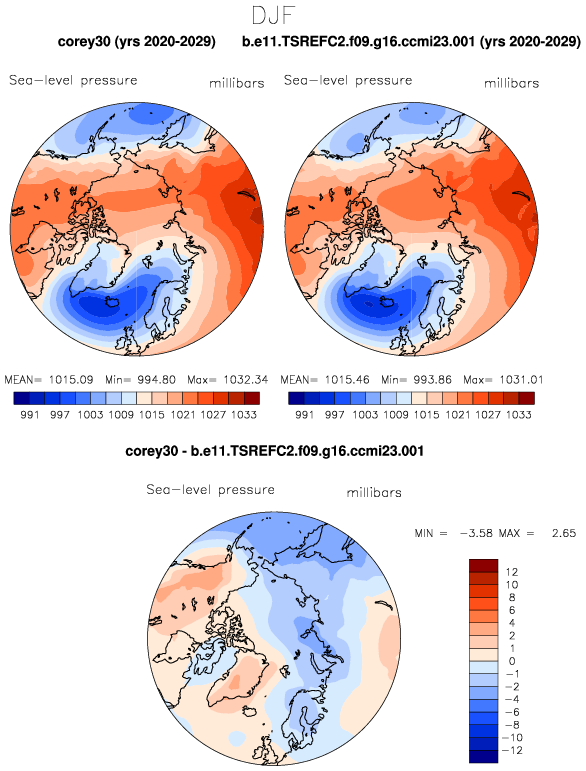 DJF
corey30 (yrs 2020-2029) b.e11.TSREFC2.f09.g16.ccmi23.001 (yrs 2020-2029)
Sea-level pressure millibars Sea-level pressure millibars
MEAN= 1015.09 Min= 994.80 Max= 1032.34 MEAN= 1015.46 Min= 993.86 Max= 1031.01
991 997 1003 1009 1015 1021 1027 1033 991 997 1003 1009 1015 1021 1027 1033
corey30 - b.e11.TSREFC2.f09.g16.ccmi23.001
Sea-level pressure millibars
MIN = -3.58 MAX = 2.65
12
10
8
6
4
2
1
0
-1
-2
-4
-6
-8
-10
-12